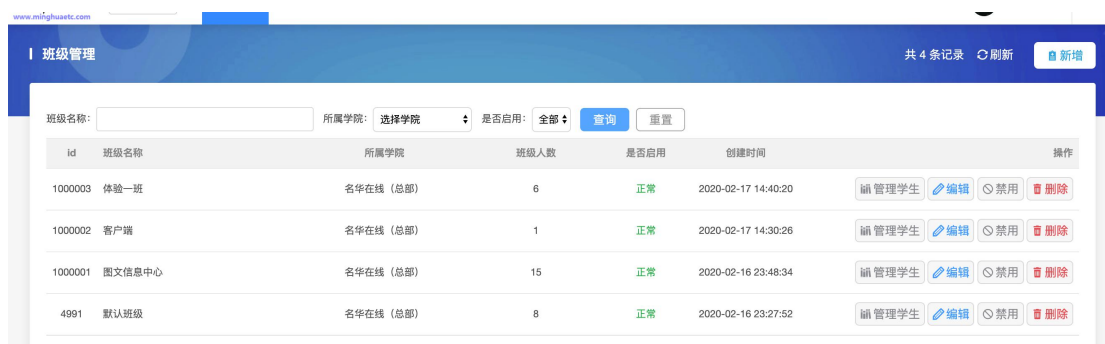 www.minghuaetc.com
班级管理 共 4 条记录 刷新 新增
班级名称: 所属学院: 选择学院 是否启用: 全部 查询 重置
id 班级名称 所属学院 班级人数 是否启用 创建时间 操作
1000003 体验一班 名华在线（总部） 6 正常 2020-02-17 14:40:20 管理学生 编辑 禁用 删除
1000002 客户端 名华在线（总部） 1 正常 2020-02-17 14:30:26 管理学生 编辑 禁用 删除
1000001 图文信息中心 名华在线（总部） 15 正常 2020-02-16 23:48:34 管理学生 编辑 禁用 删除
4991 默认班级 名华在线（总部） 8 正常 2020-02-16 23:27:52 管理学生 编辑 禁用 删除